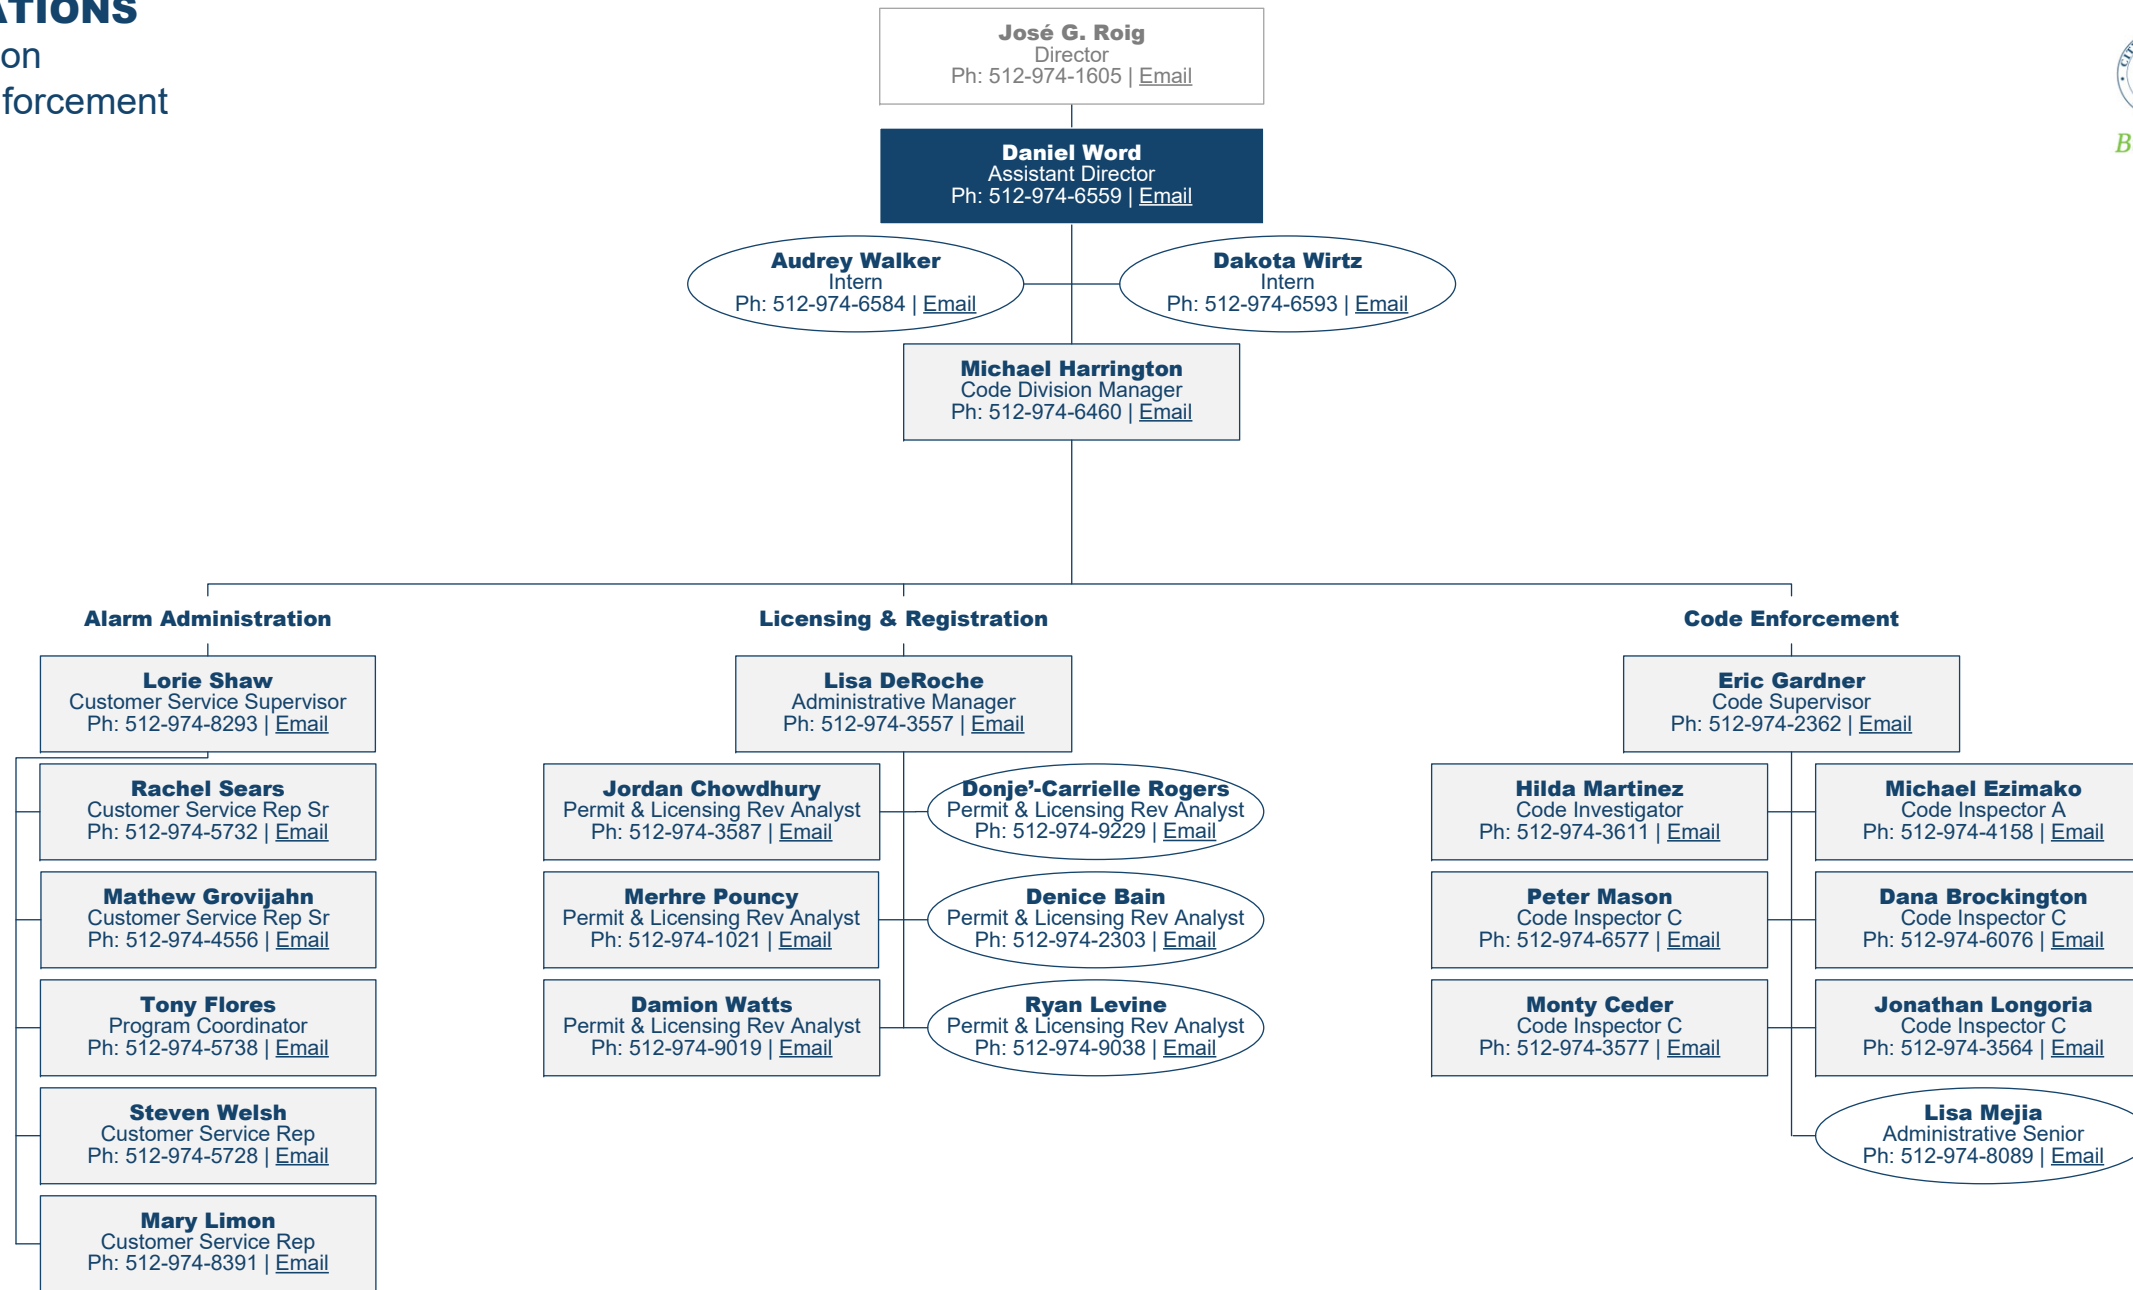 ATIONS
on
forcement
José G. Roig
Director
Ph: 512-974-1605 | Email
CIT
B
Daniel Word
Assistant Director
Ph: 512-974-6559 | Email
Audrey Walker
Intern
Ph: 512-974-6584 | Email
Dakota Wirtz
Intern
Ph: 512-974-6593 | Email
Michael Harrington
Code Division Manager
Ph: 512-974-6460 | Email
Alarm Administration
Lorie Shaw
Customer Service Supervisor
Ph: 512-974-8293 | Email
Rachel Sears
Customer Service Rep Sr
Ph: 512-974-5732 | Email
Mathew Grovijahn
Customer Service Rep Sr
Ph: 512-974-4556 | Email
Tony Flores
Program Coordinator
Ph: 512-974-5738 | Email
Steven Welsh
Customer Service Rep
Ph: 512-974-5728 | Email
Mary Limon
Customer Service Rep
Ph: 512-974-8391 | Email
Licensing & Registration
Lisa DeRoche
Administrative Manager
Ph: 512-974-3557 | Email
Jordan Chowdhury
Permit & Licensing Rev Analyst
Ph: 512-974-3587 | Email
Donje’-Carrielle Rogers
Permit & Licensing Rev Analyst
Ph: 512-974-9229 | Email
Merhre Pouncy
Permit & Licensing Rev Analyst
Ph: 512-974-1021 | Email
Denice Bain
Permit & Licensing Rev Analyst
Ph: 512-974-2303 | Email
Damion Watts
Permit & Licensing Rev Analyst
Ph: 512-974-9019 | Email
Ryan Levine
Permit & Licensing Rev Analyst
Ph: 512-974-9038 | Email
Code Enforcement
Eric Gardner
Code Supervisor
Ph: 512-974-2362 | Email
Hilda Martinez
Code Investigator
Ph: 512-974-3611 | Email
Michael Ezimako
Code Inspector A
Ph: 512-974-4158 | Email
Peter Mason
Code Inspector C
Ph: 512-974-6577 | Email
Dana Brockington
Code Inspector C
Ph: 512-974-6076 | Email
Monty Ceder
Code Inspector C
Ph: 512-974-3577 | Email
Jonathan Longoria
Code Inspector C
Ph: 512-974-3564 | Email
Lisa Mejia
Administrative Senior
Ph: 512-974-8089 | Email